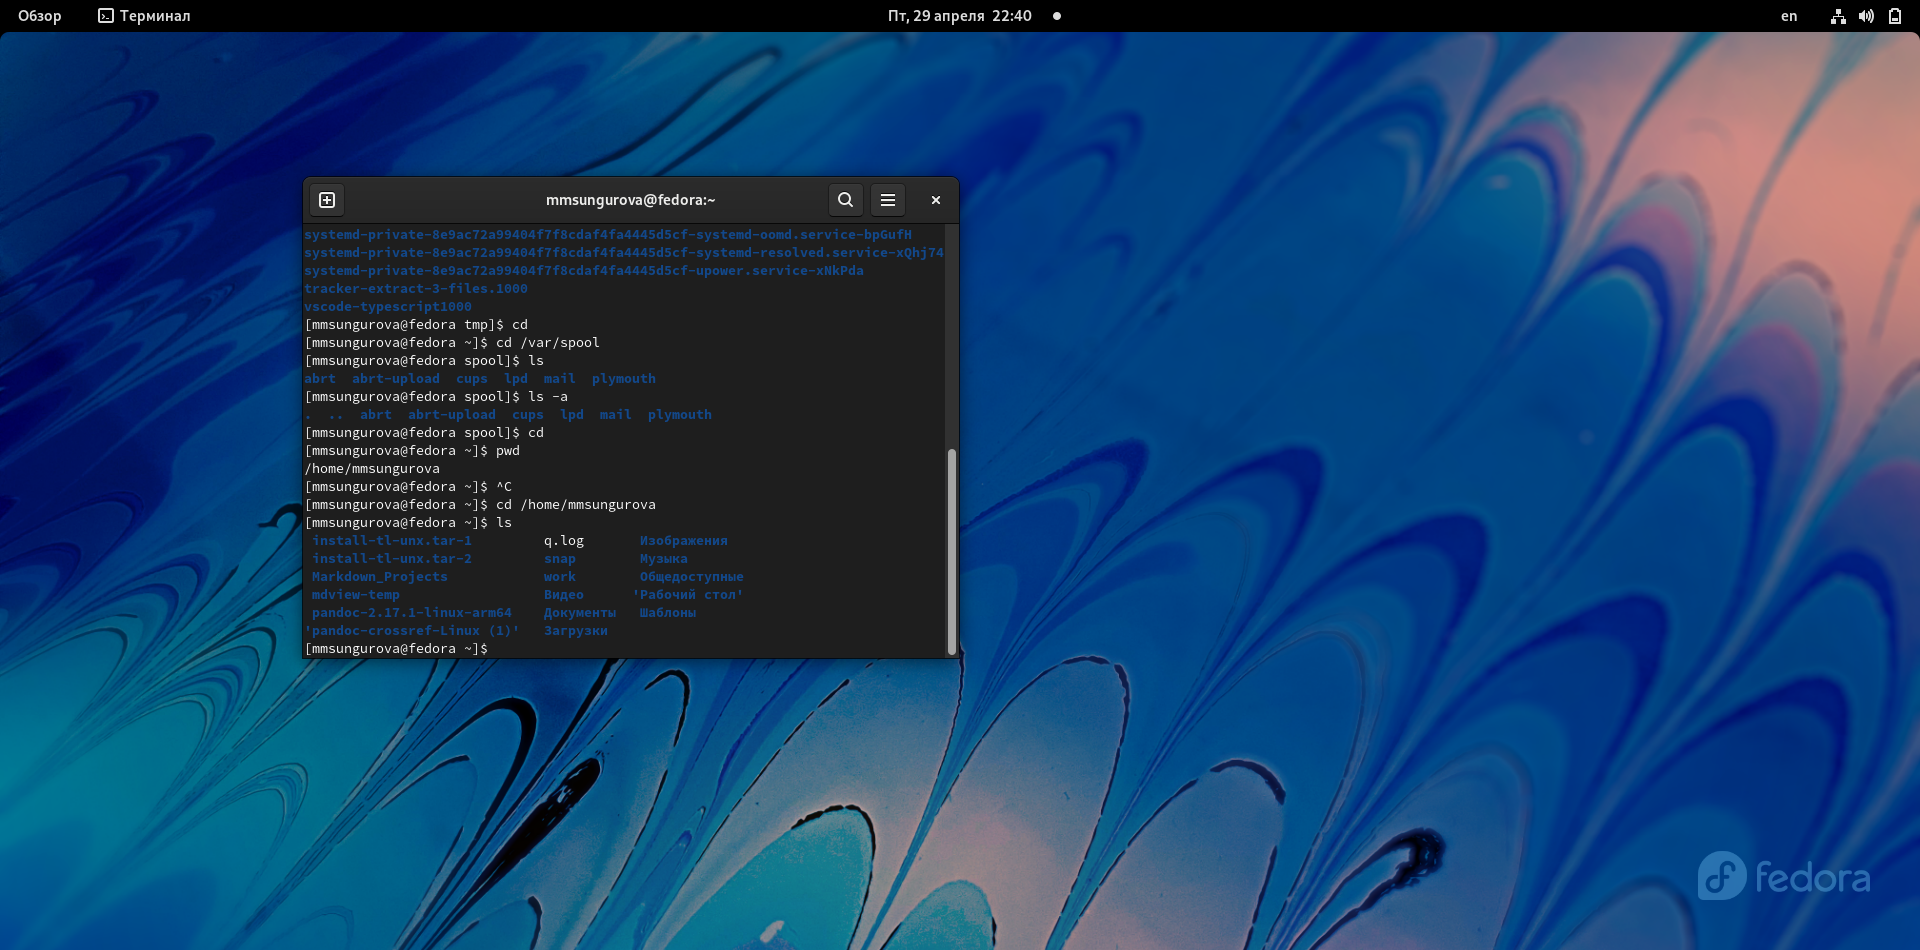 Обзор Терминал Пт, 29 апреля 22:40 en
mmsungurova@fedora:~
systemd-private-8e9ac72a99404f7f8cdaf4fa4445d5cf-systemd-oomd.service-bpGufH
systemd-private-8e9ac72a99404f7f8cdaf4fa4445d5cf-systemd-resolved.service-xQhj74
systemd-private-8e9ac72a99404f7f8cdaf4fa4445d5cf-upower.service-xNkPda
tracker-extract-3-files.1000
vscode-typescript1000
[mmsungurova@fedora tmp]$ cd
[mmsungurova@fedora ~]$ cd /var/spool
[mmsungurova@fedora spool]$ ls
abrt abrt-upload cups lpd mail plymouth
[mmsungurova@fedora spool]$ ls -a
. .. abrt abrt-upload cups lpd mail plymouth
[mmsungurova@fedora spool]$ cd
[mmsungurova@fedora ~]$ pwd
/home/mmsungurova
[mmsungurova@fedora ~]$ ^C
[mmsungurova@fedora ~]$ cd /home/mmsungurova
[mmsungurova@fedora ~]$ ls
install-tl-unx.tar-1 q.log Изображения
install-tl-unx.tar-2 snap Музыка
Markdown_Projects work Общедоступные
mdview-temp Видео 'Рабочий стол'
pandoc-2.17.1-linux-arm64 Документы Шаблоны
'pandoc-crossref-Linux (1)' Загрузки
[mmsungurova@fedora ~]$
fedora